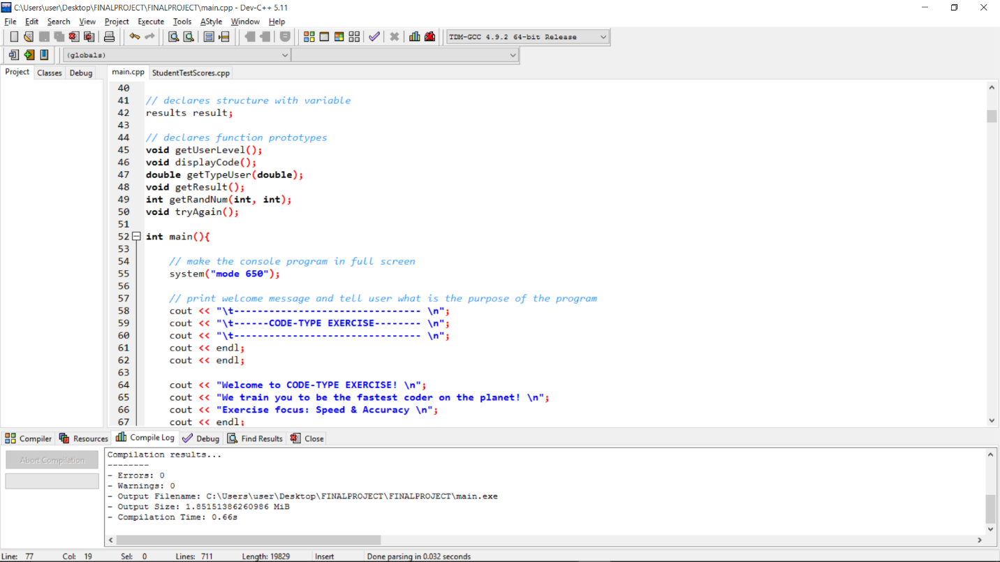 C:\Users\user\Desktop\FINALPROJECT\FINALPROJECT\main.cpp - Dev-C++ 5.11
File Edit Search View Project Execute Tools AStyle Window Help
TDM-GCC 4.9.2 64-bit Release
(globals)
Project Classes Debug main.cpp StudentTestScores.cpp
40
41 // declares structure with variable
42 results result;
43
44 // declares function prototypes
45 void getUserLevel();
46 void displayCode();
47 double getTypeUser(double);
48 void getResult();
49 int getRandNum(int, int);
50 void tryAgain();
51
52 int main(){
53
54 // make the console program in full screen
55 system("mode 650");
56
57 // print welcome message and tell user what is the purpose of the program
58 cout << "\t-------------------------------- \n";
59 cout << "\t------CODE-TYPE EXERCISE-------- \n";
60 cout << "\t-------------------------------- \n";
61 cout << endl;
62 cout << endl;
63
64 cout << "Welcome to CODE-TYPE EXERCISE! \n";
65 cout << "We train you to be the fastest coder on the planet! \n";
66 cout << "Exercise focus: Speed & Accuracy \n";
67 cout << endl;
Compiler Resources Compile Log Debug Find Results Close
Abort Compilation
Compilation results...
--------
- Errors: 0
- Warnings: 0
- Output Filename: C:\Users\user\Desktop\FINALPROJECT\FINALPROJECT\main.exe
- Output Size: 1.85151386260986 MiB
- Compilation Time: 0.66s
Line: 77 Col: 19 Sel: 0 Lines: 711 Length: 19829 Insert Done parsing in 0.032 seconds